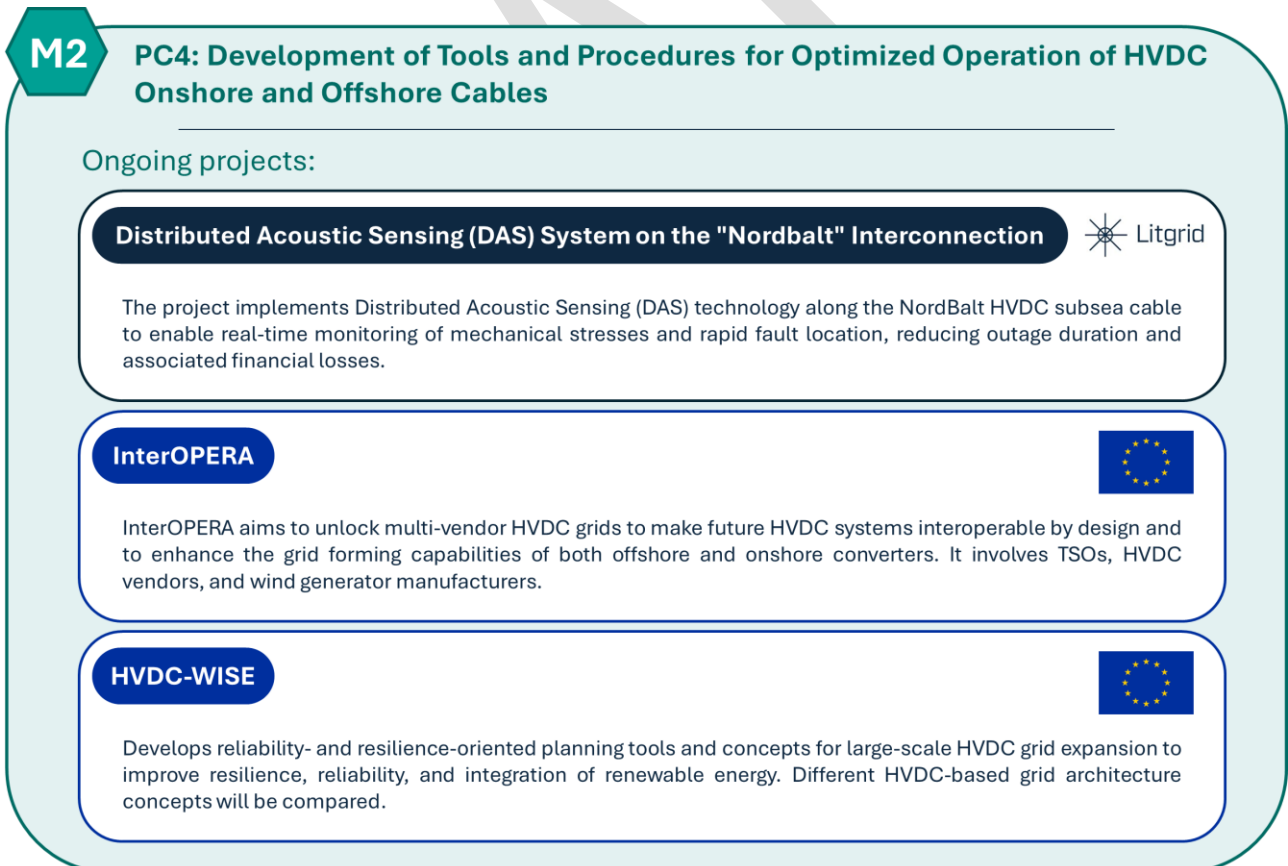 M2
PC4: Development of Tools and Procedures for Optimized Operation of HVDC
Onshore and Offshore Cables
Ongoing projects:
Distributed Acoustic Sensing (DAS) System on the "Nordbalt" Interconnection
Litgrid
The project implements Distributed Acoustic Sensing (DAS) technology along the NordBalt HVDC subsea cable
to enable real-time monitoring of mechanical stresses and rapid fault location, reducing outage duration and
associated financial losses.
InterOPERA
InterOPERA aims to unlock multi-vendor HVDC grids to make future HVDC systems interoperable by design and
to enhance the grid forming capabilities of both offshore and onshore converters. It involves TSOs, HVDC
vendors, and wind generator manufacturers.
HVDC-WISE
Develops reliability- and resilience-oriented planning tools and concepts for large-scale HVDC grid expansion to
improve resilience, reliability, and integration of renewable energy. Different HVDC-based grid architecture
concepts will be compared.